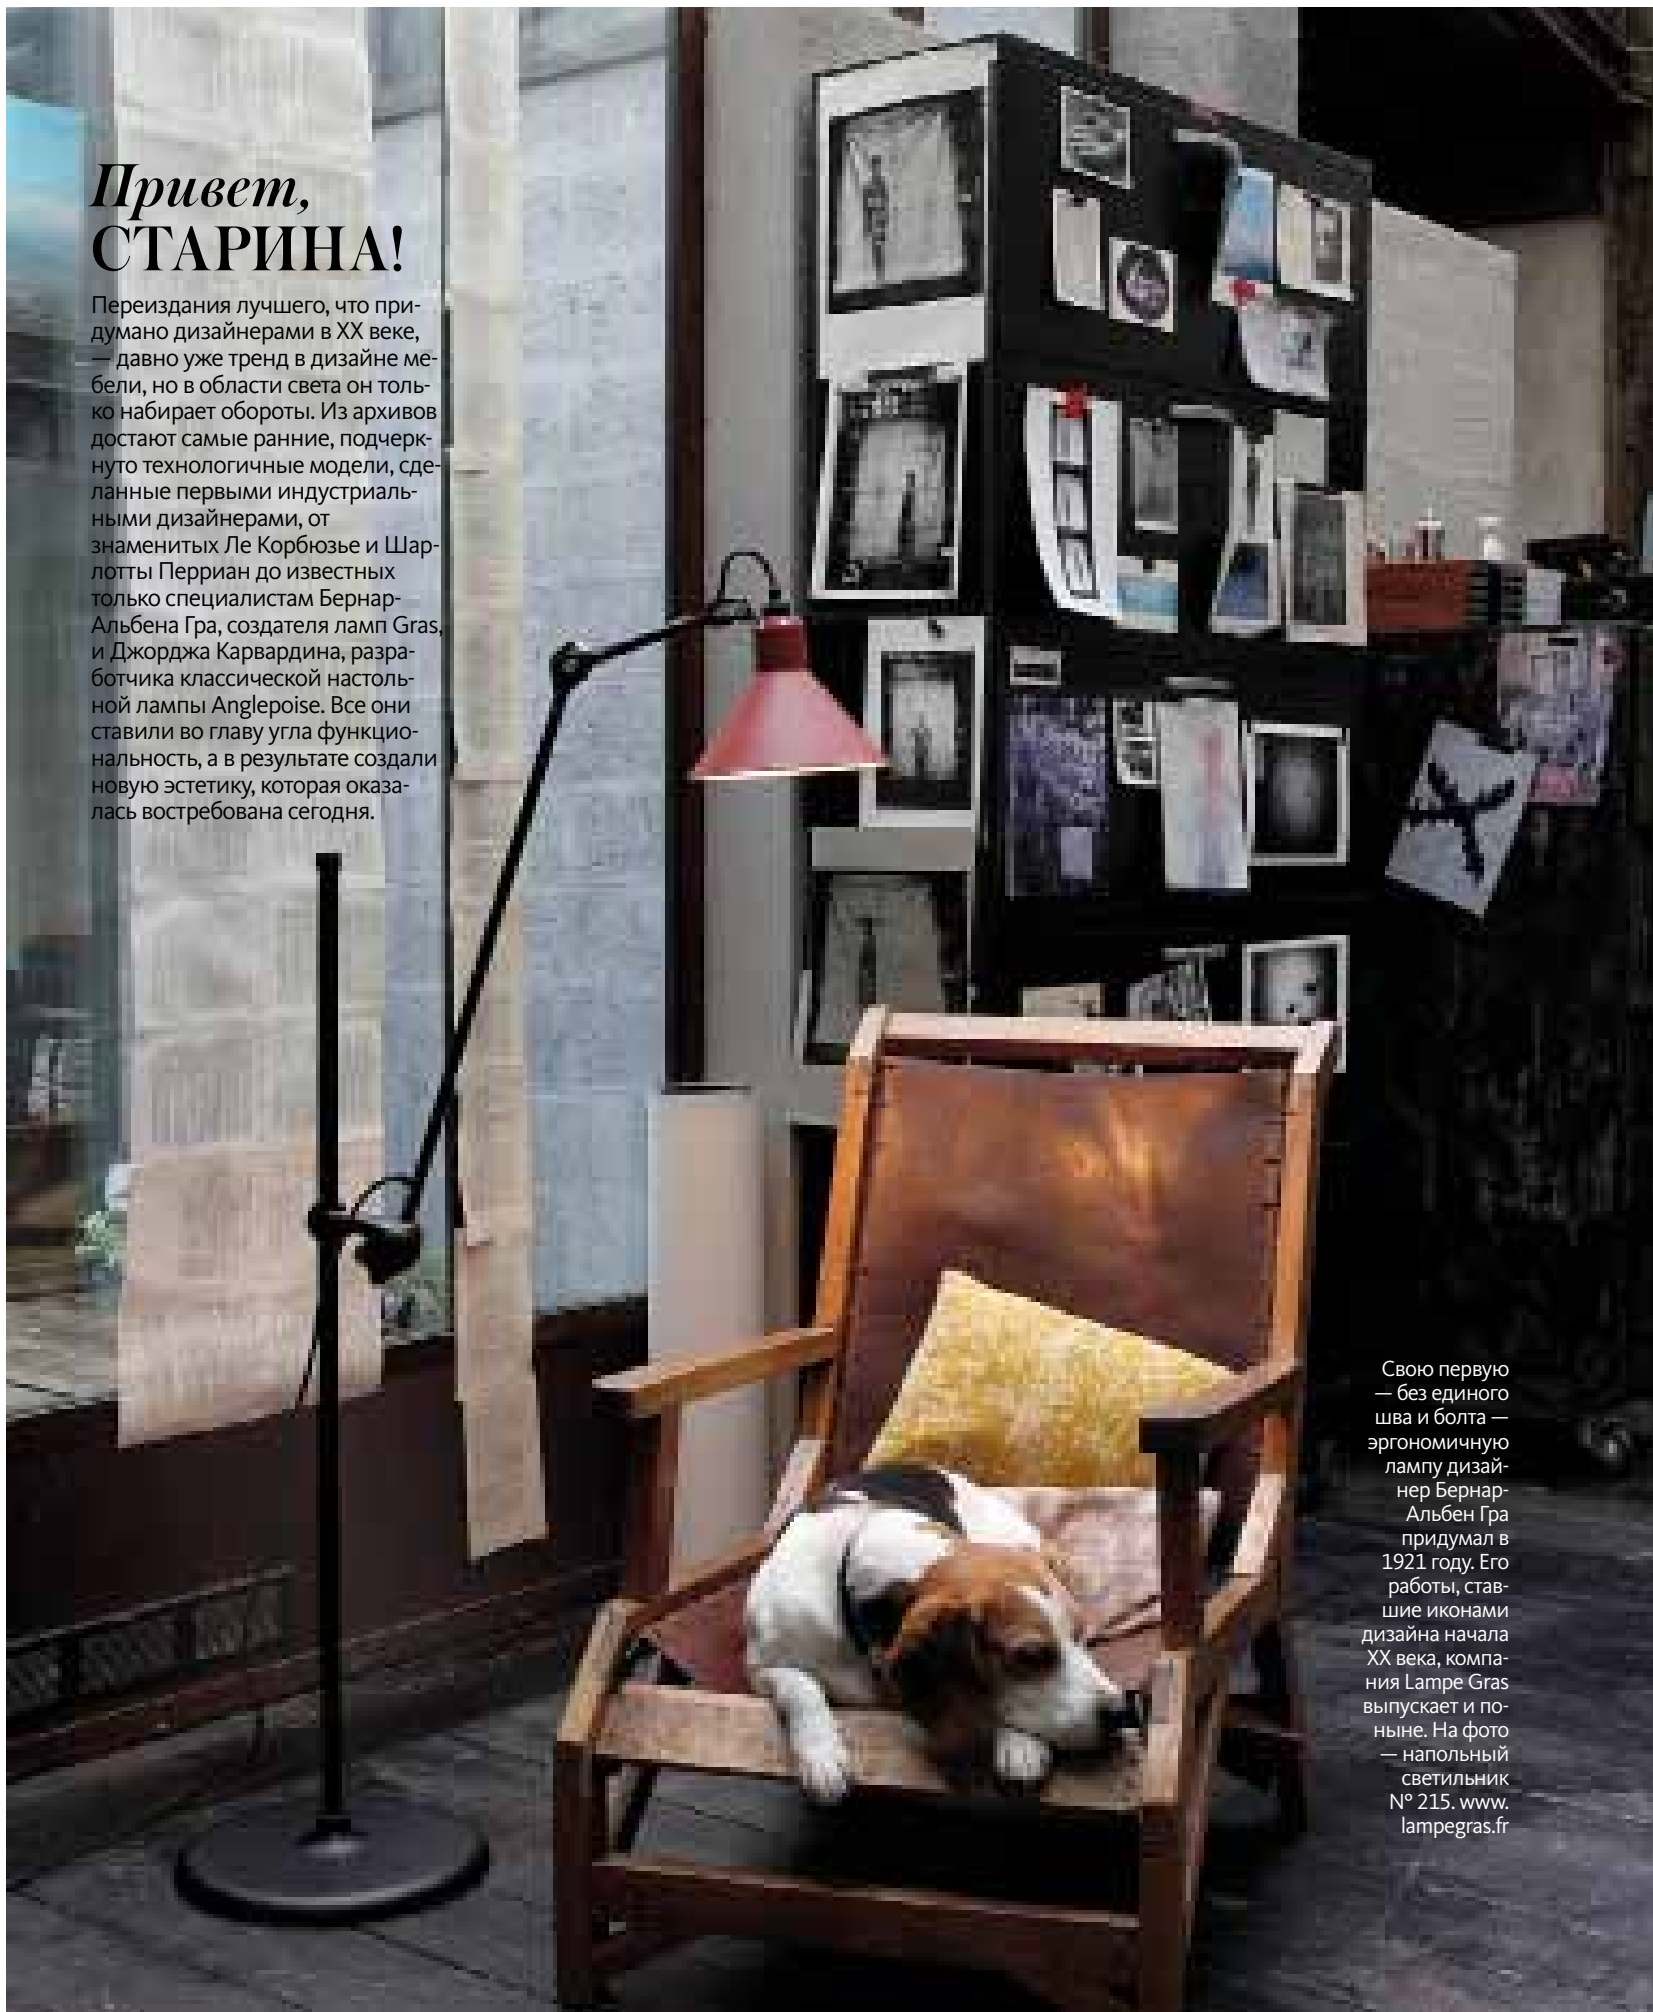 Привет,
СТАРИНА!
Переиздания лучшего, что при-
думано дизайнерами в XX веке,
— давно уже тренд в дизайне ме-
бели, но в области света он толь-
ко набирает обороты. Из архивов
достают самые ранние, подчерк-
нуто технологичные модели, сде-
ланные первыми индустриаль-
ными дизайнерами, от
знаменитых Ле Корбюзье и Шар-
лотты Перриан до известных
только специалистам Бернар-
Альбена Гра, создателя ламп Gras,
и Джорджа Карвардина, разра-
ботчика классической настоль-
ной лампы Anglepoise. Все они
ставили во главу угла функцио-
нальность, а в результате создали
новую эстетику, которая оказа-
лась востребована сегодня.
Свою первую
— без единого
шва и болта —
эргономичную
лампу дизай-
нер Бернар-
Альбен Гра
придумал в
1921 году. Его
работы, став-
шие иконами
дизайна начала
XX века, компа-
ния Lampe Gras
выпускает и по-
ныне. На фото
— напольный
светильник
Nº 215. www.
lampegras.fr